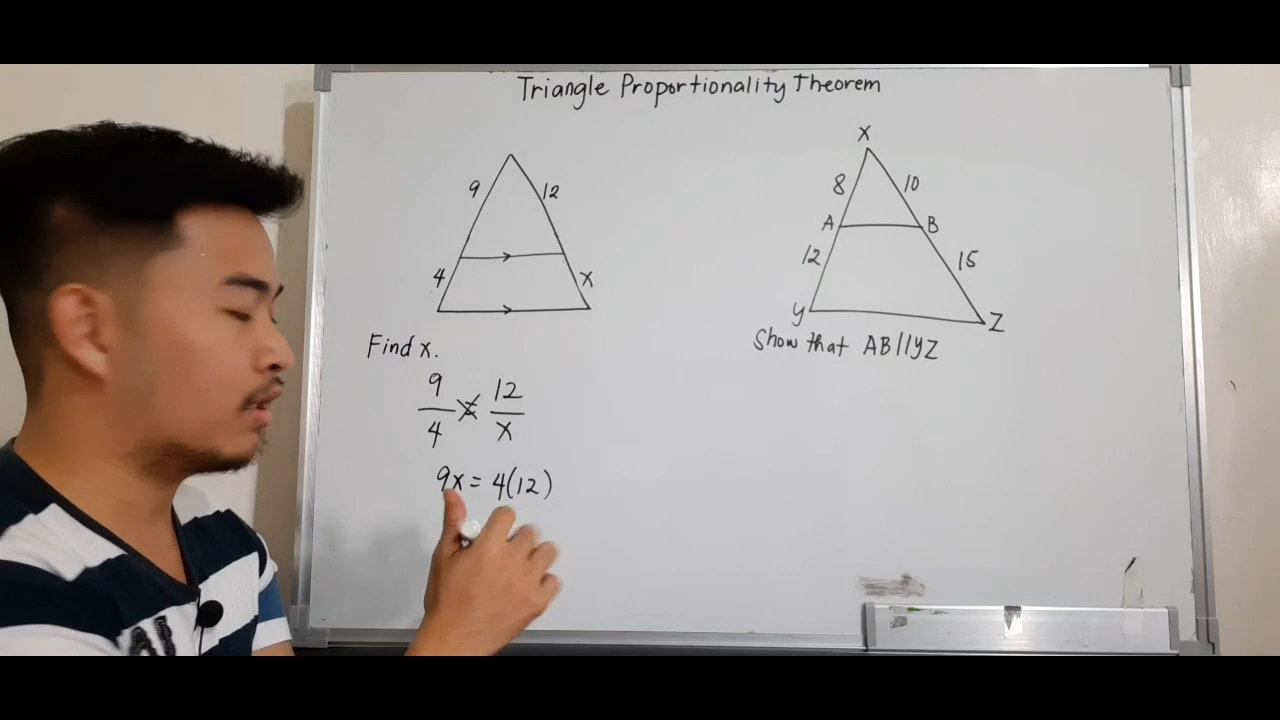 Triangle Proportionality Theorem
9
12
4
x
Find x.
9/4 = 12/x
9x = 4(12)
X
8
10
A
B
12
15
Y
Z
Show that AB//YZ